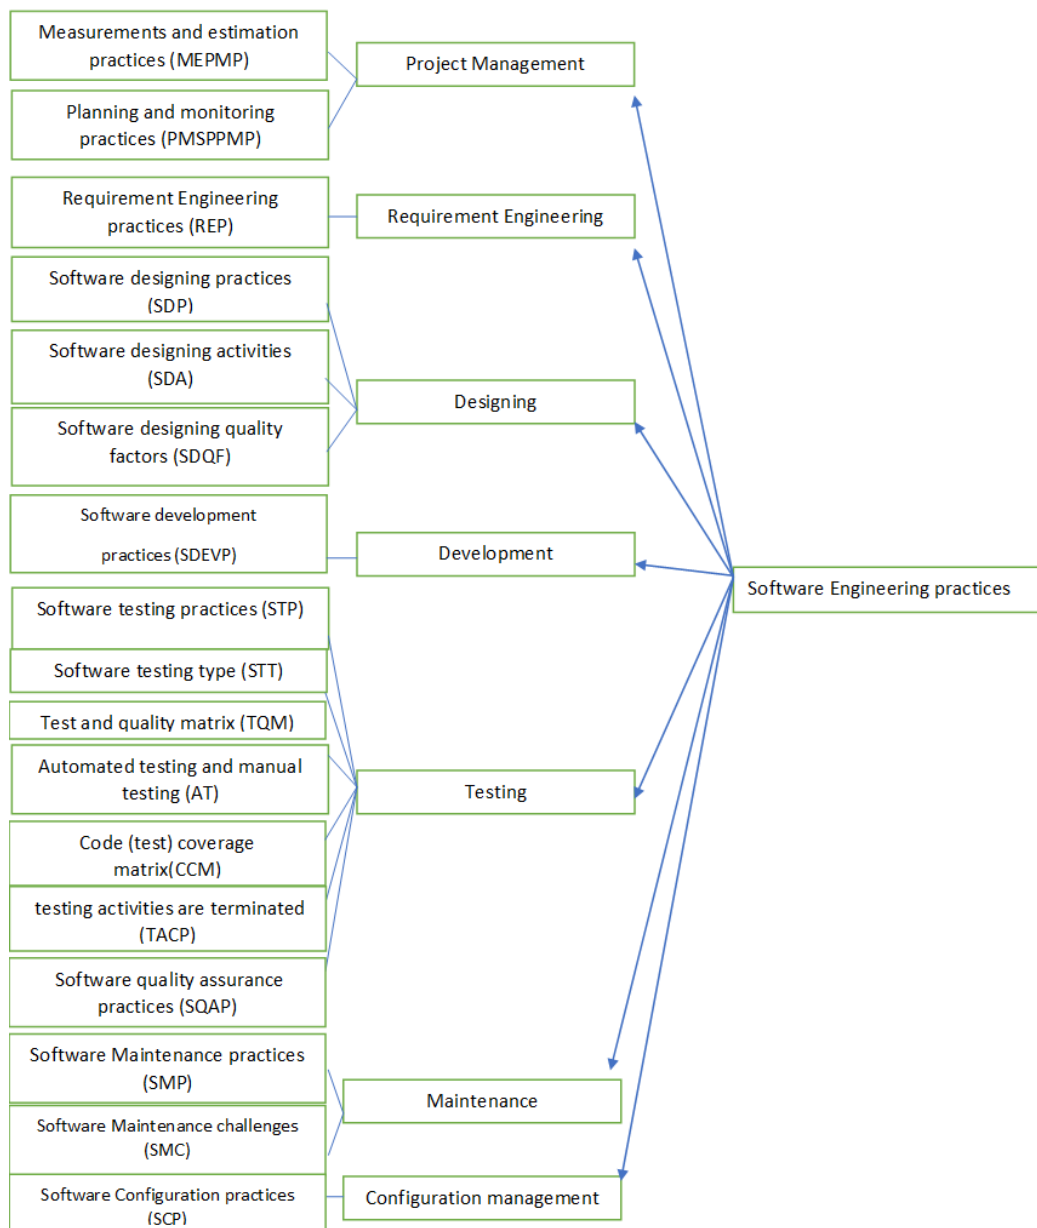 Measurements and estimation
practices (MEPMP)
Project Management
Planning and monitoring
practices (PMSPPMP)
Requirement Engineering
practices (REP)
Requirement Engineering
Software designing practices
(SDP)
Software designing activities
(SDA)
Designing
Software designing quality
factors (SDQF)
Software development
practices (SDEVP)
Development
Software Engineering practices
Software testing practices (STP)
Software testing type (STT)
Test and quality matrix (TQM)
Automated testing and manual
testing (AT)
Testing
Code (test) coverage
matrix(CCM)
testing activities are terminated
(TACP)
Software quality assurance
practices (SQAP)
Software Maintenance practices
(SMP)
Maintenance
Software Maintenance challenges
(SMC)
Software Configuration practices
(SCP)
Configuration management